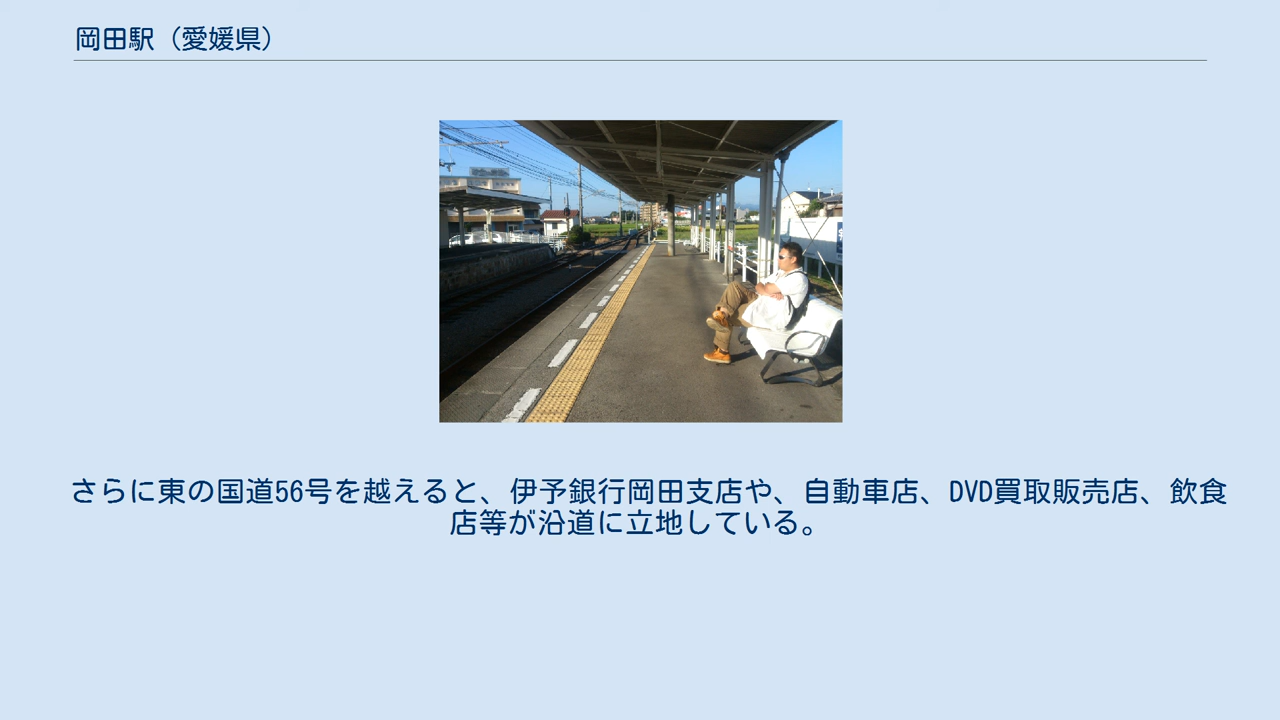 岡田駅（愛媛県）
さらに東の国道56号を越えると、伊予銀行岡田支店や、自動車店、DVD買取販売店、飲食
店等が沿道に立地している。